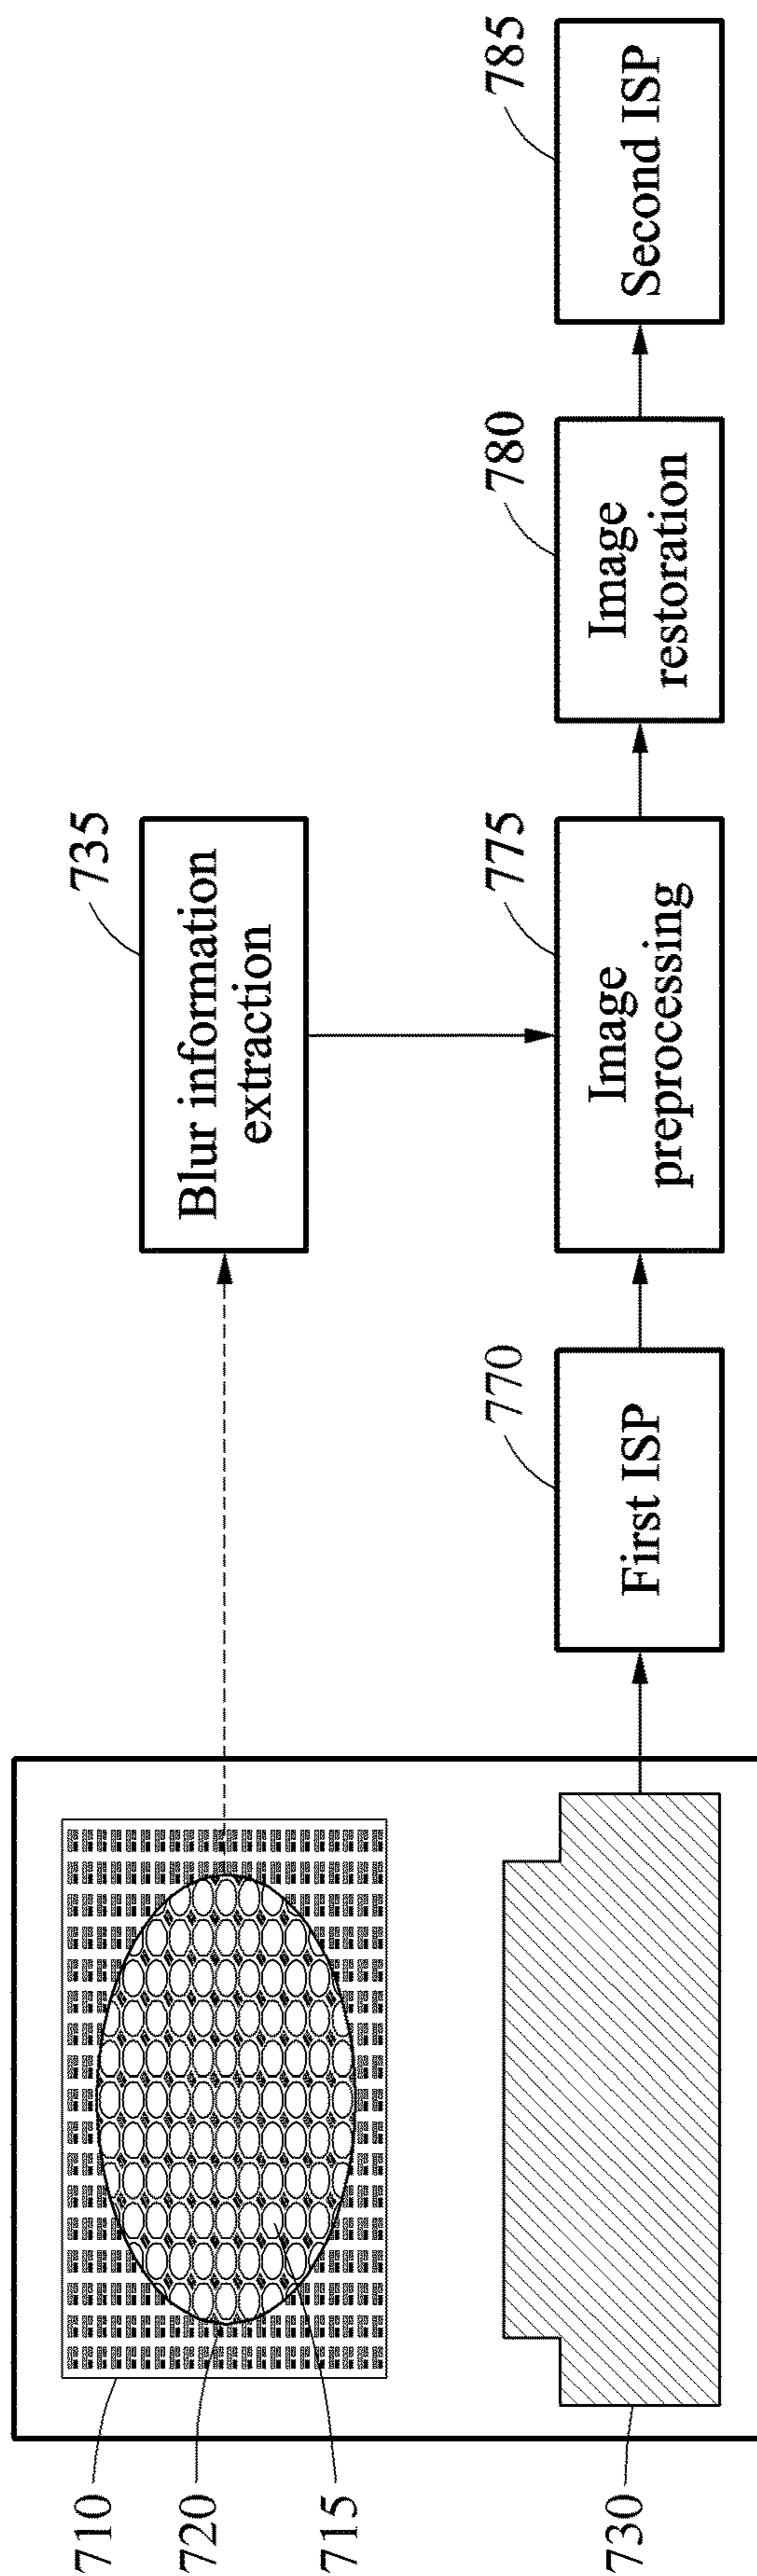 710
720
715
730
735
Blur information
extraction
770
First ISP
775
Image
preprocessing
780
Image
restoration
785
Second ISP